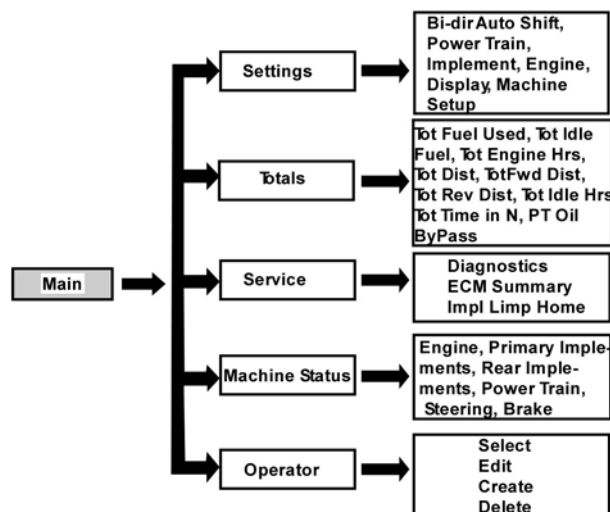 Main
Settings
Bi-dir Auto Shift,
Power Train,
Implement, Engine,
Display, Machine
Setup
Totals
Tot Fuel Used, Tot Idle
Fuel, Tot Engine Hrs,
Tot Dist, TotFwd Dist,
Tot Rev Dist, Tot Idle Hrs
Tot Time in N, PT Oil
ByPass
Service
Diagnostics
ECM Summary
Impl Limp Home
Machine Status
Engine, Primary Imple-
ments, Rear Imple-
ments, Power Train,
Steering, Brake
Operator
Select
Edit
Create
Delete